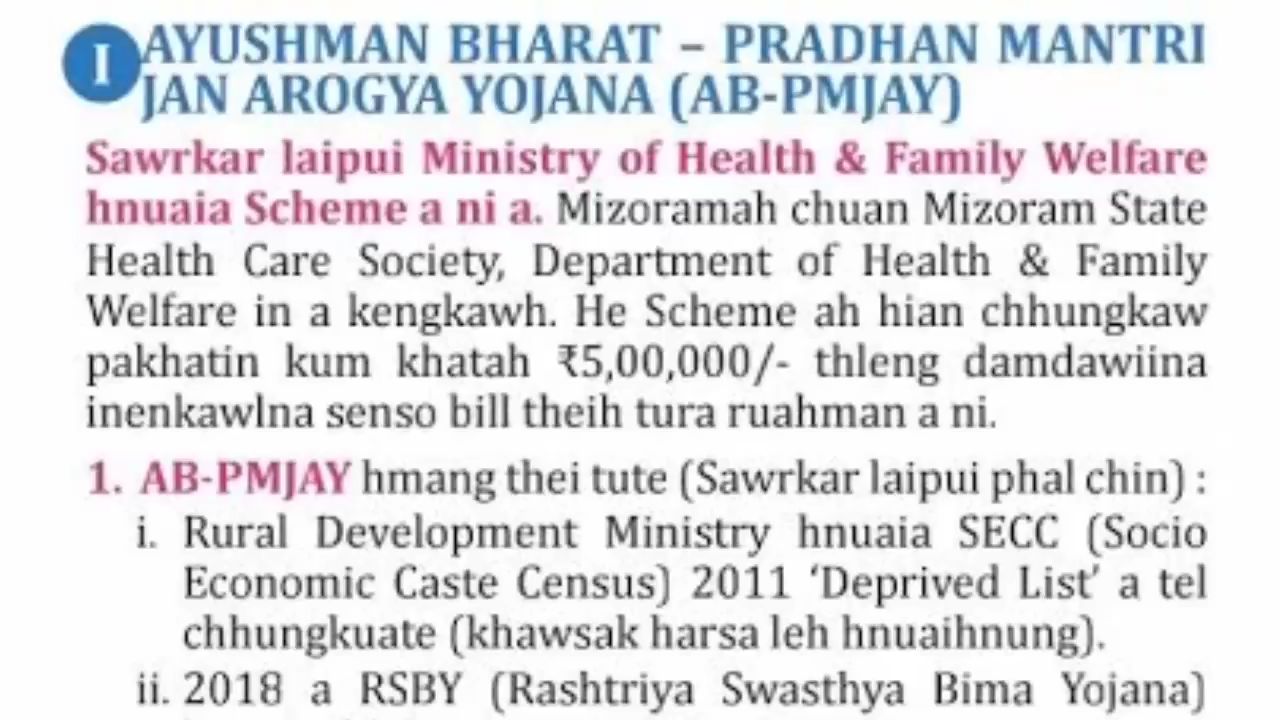 I AYUSHMAN BHARAT – PRADHAN MANTRI
JAN AROGYA YOJANA (AB-PMJAY)
Sawrkar laipui Ministry of Health & Family Welfare
hnuaia Scheme a ni a. Mizoramah chuan Mizoram State
Health Care Society, Department of Health & Family
Welfare in a kengkawh. He Scheme ah hian chhungkaw
pakhatin kum khatah ₹5,00,000/- thleng damdawiina
inenkawlna senso bill theih tura ruahman a ni.
1. AB-PMJAY hmang thei tute (Sawrkar laipui phal chin) :
i. Rural Development Ministry hnuaia SECC (Socio
Economic Caste Census) 2011 ‘Deprived List’ a tel
chhungkuate (khawsak harsa leh hnuaihnung).
ii. 2018 a RSBY (Rashtriya Swasthya Bima Yojana)